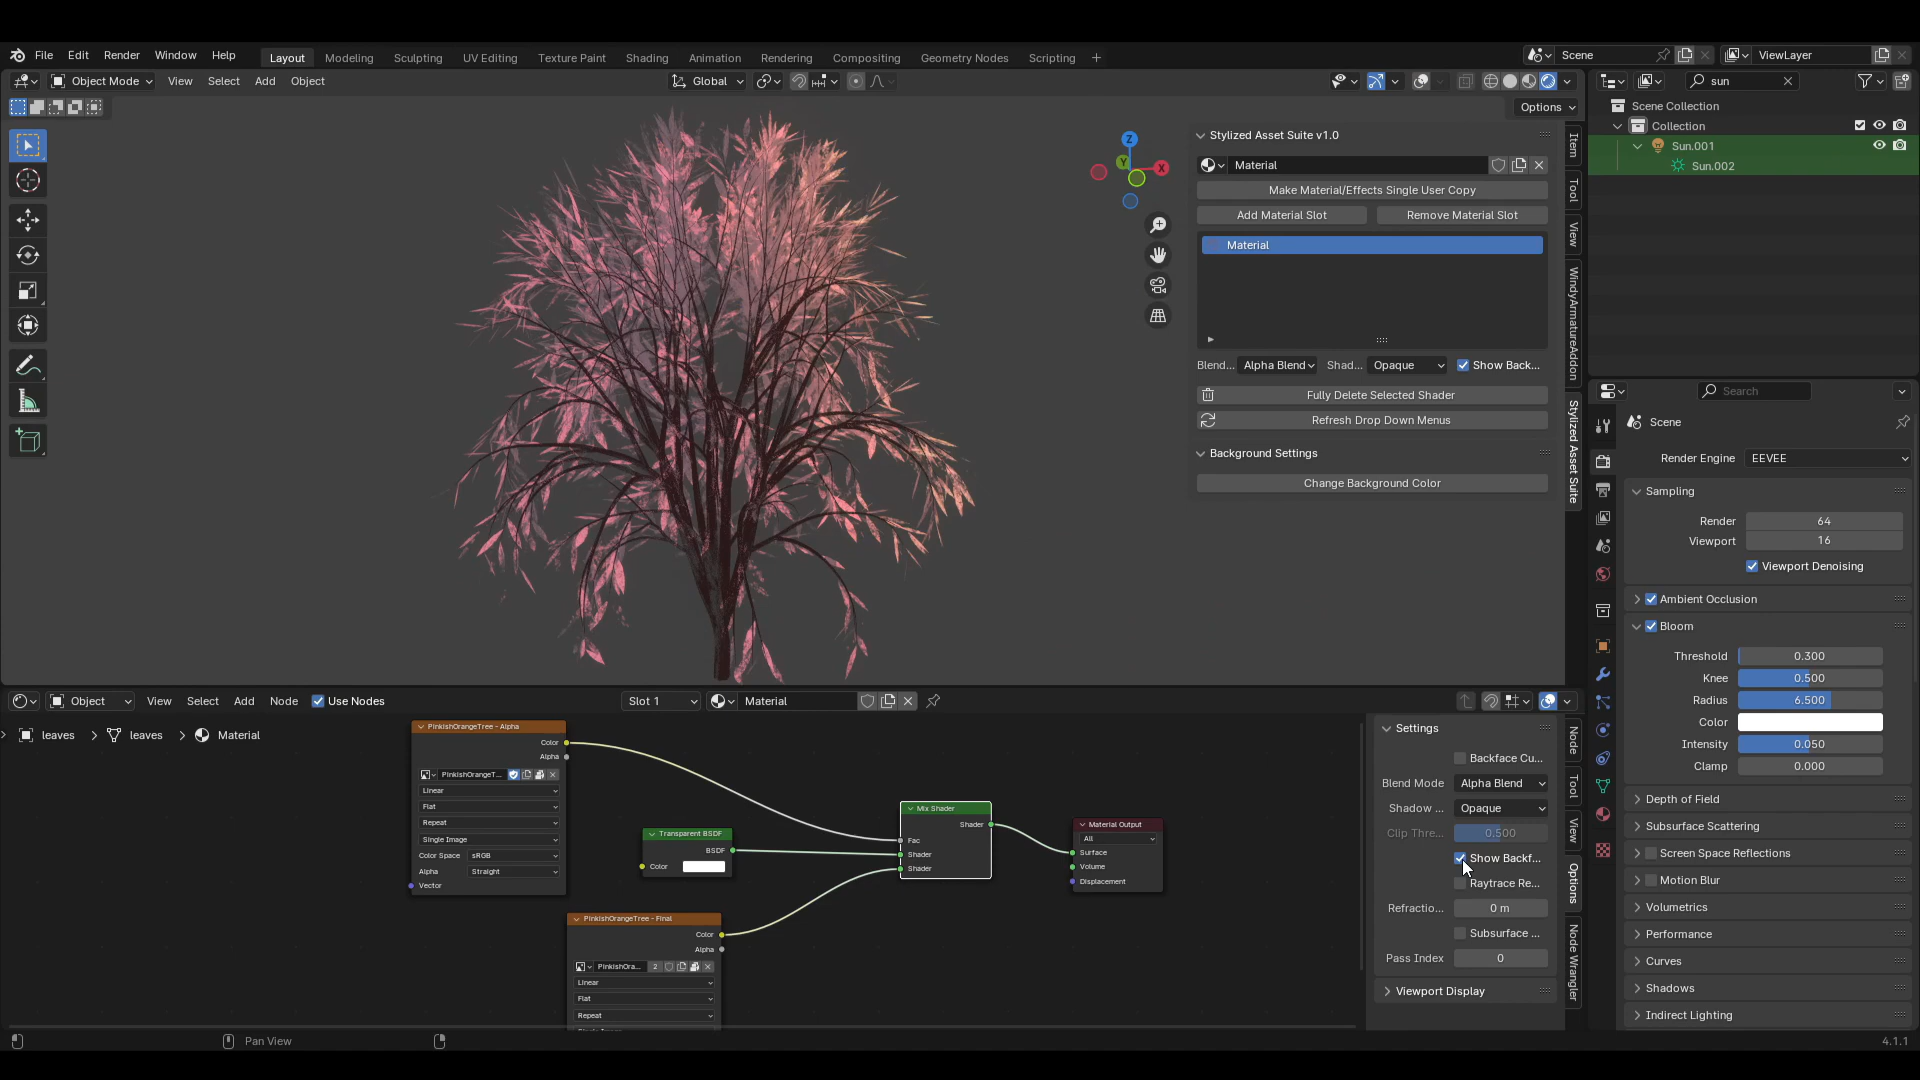 File Edit Render Window Help Layout Modeling Sculpting UV Editing Texture Paint Shading Animation Rendering Compositing Geometry Nodes Scripting + Scene ViewLayer
Object Mode View Select Add Object Global sun
Options
Scene Collection
Collection
Sun.001
Sun.002
Z
Y
X
Stylized Asset Suite v1.0
Material
Make Material/Effects Single User Copy
Add Material Slot Remove Material Slot
Material
Blend... Alpha Blend Shad... Opaque Show Back...
Fully Delete Selected Shader
Refresh Drop Down Menus
Background Settings
Change Background Color
Item
Tool
View
WindyArmatureAddon
Stylized Asset Suite
Search
Scene
Render Engine EEVEE
Sampling
Render 64
Viewport 16
Viewport Denoising
Ambient Occlusion
Bloom
Threshold 0.300
Knee 0.500
Radius 6.500
Color
Intensity 0.050
Clamp 0.000
Depth of Field
Subsurface Scattering
Screen Space Reflections
Motion Blur
Volumetrics
Performance
Curves
Shadows
Indirect Lighting
Object View Select Add Node Use Nodes Slot 1 Material
leaves > leaves > Material
PinkishOrangeTree - Alpha
Color
Alpha
PinkishOrangeT...
Linear
Flat
Repeat
Single Image
Color Space sRGB
Alpha Straight
Vector
Transparent BSDF
BSDF
Color
PinkishOrangeTree - Final
Color
Alpha
PinkishOra... 2
Linear
Flat
Repeat
Mix Shader
Shader
Fac
Shader
Shader
Material Output
All
Surface
Volume
Displacement
Settings
Backface Cu...
Blend Mode Alpha Blend
Shadow ... Opaque
Clip Thre... 0.500
Show Backf...
Raytrace Re...
Refractio... 0 m
Subsurface ...
Pass Index 0
Viewport Display
Node
Tool
View
Options
Node Wrangler
Pan View
4.1.1